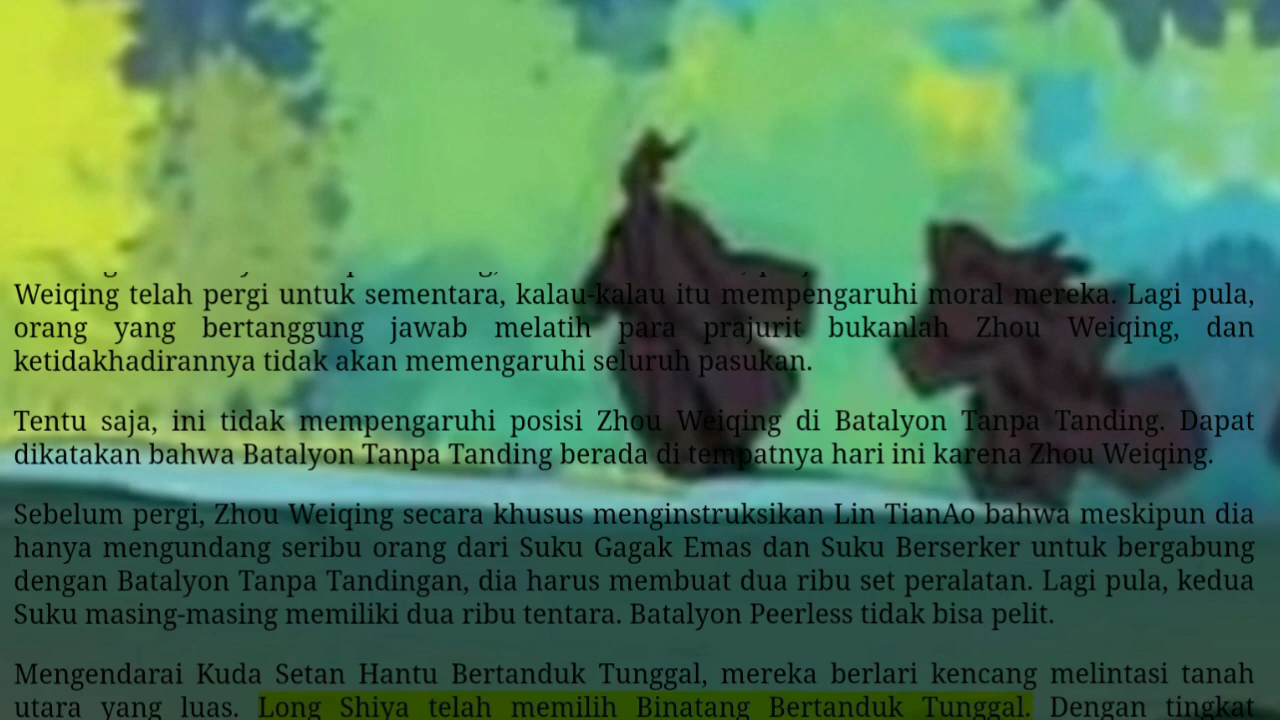 Weiqing telah pergi untuk sementara, kalau-kalau itu mempengaruhi moral mereka. Lagi pula,
orang yang bertanggung jawab melatih para prajurit bukanlah Zhou Weiqing, dan
ketidakhadirannya tidak akan memengaruhi seluruh pasukan.
Tentu saja, ini tidak mempengaruhi posisi Zhou Weiqing di Batalyon Tanpa Tanding. Dapat
dikatakan bahwa Batalyon Tanpa Tanding berada di tempatnya hari ini karena Zhou Weiqing.
Sebelum pergi, Zhou Weiqing secara khusus menginstruksikan Lin TianAo bahwa meskipun dia
hanya mengundang seribu orang dari Suku Gagak Emas dan Suku Berserker untuk bergabung
dengan Batalyon Tanpa Tandingan, dia harus membuat dua ribu set peralatan. Lagi pula, kedua
Suku masing-masing memiliki dua ribu tentara. Batalyon Peerless tidak bisa pelit.
Mengendarai Kuda Setan Hantu Bertanduk Tunggal, mereka berlari kencang melintasi tanah
utara yang luas. Long Shiya telah memilih Binatang Bertanduk Tunggal. Dengan tingkat